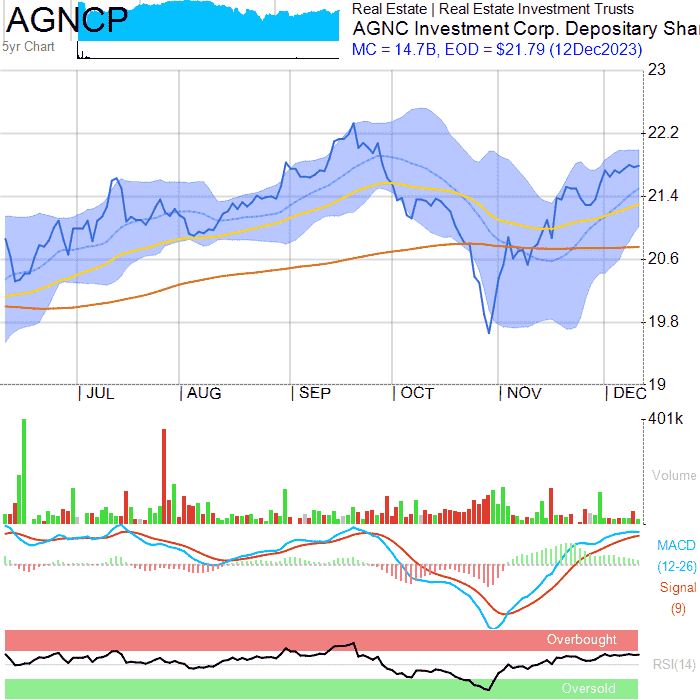 AGNCP
5yr Chart
Real Estate | Real Estate Investment Trusts
AGNC Investment Corp. Depositary Shar
MC = 14.7B, EOD = $21.79 (12Dec2023)
23
22.2
21.4
20.6
19.8
19
JUL AUG SEP OCT NOV DEC
401k
Volume
MACD
(12-26)
Signal
(9)
Overbought
RSI(14)
Oversold